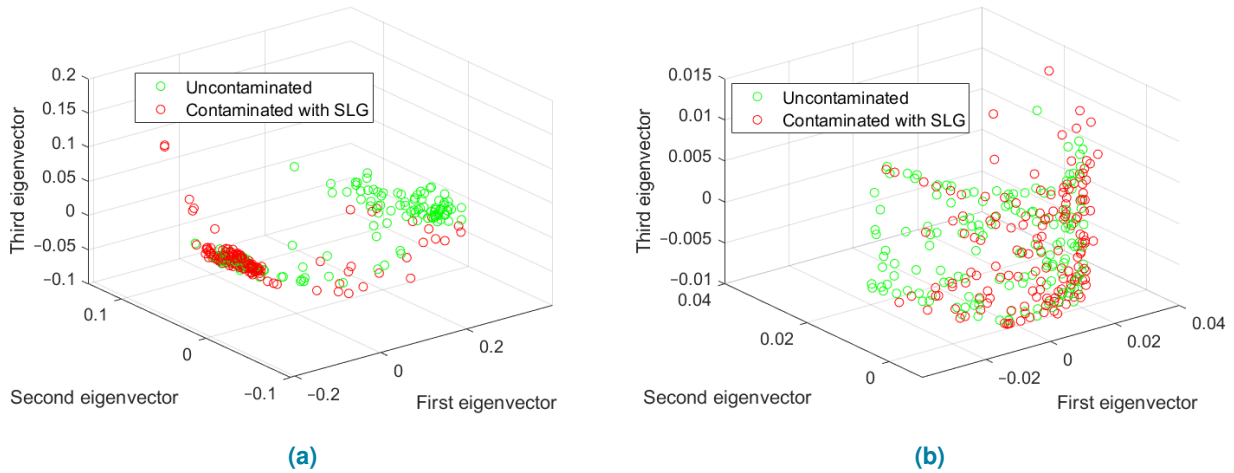 0.2
0.15
0.1
0.05
0
−0.05
−0.1
Third eigenvector
Uncontaminated
Contaminated with SLG
0.1
0
−0.1
Second eigenvector
−0.2
0
0.2
First eigenvector
(a)
0.015
0.01
0.005
0
−0.005
−0.01
Third eigenvector
Uncontaminated
Contaminated with SLG
0.04
0.02
0
Second eigenvector
−0.02
0
0.02
0.04
First eigenvector
(b)